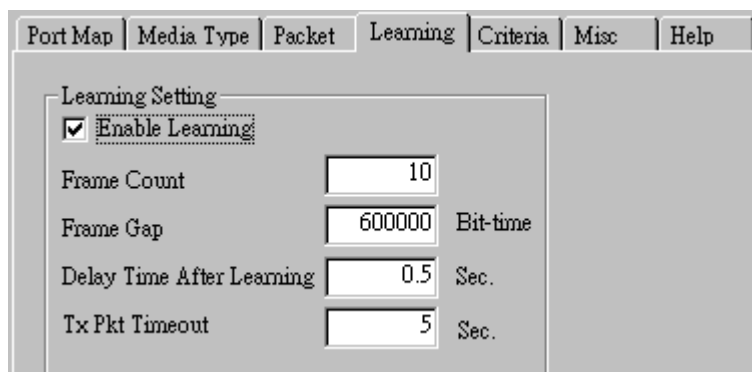 Port Map Media Type Packet Learning Criteria Misc Help
Learning Setting
Enable Learning
Frame Count 10
Frame Gap 600000 Bit-time
Delay Time After Learning 0.5 Sec.
Tx Pkt Timeout 5 Sec.